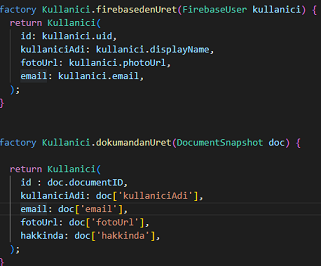 factory Kullanici.firebasedenUret(FirebaseUser kullanici) {
return Kullanici(
id: kullanici.uid,
kullaniciAdi: kullanici.displayName,
fotoUrl: kullanici.photoUrl,
email: kullanici.email,
);
}
factory Kullanici.dokumandanUret(DocumentSnapshot doc) {
return Kullanici(
id : doc.documentID,
kullaniciAdi: doc['kullaniciAdi'],
email: doc['email'],
fotoUrl: doc['fotoUrl'],
hakkinda: doc['hakkinda'],
);
}